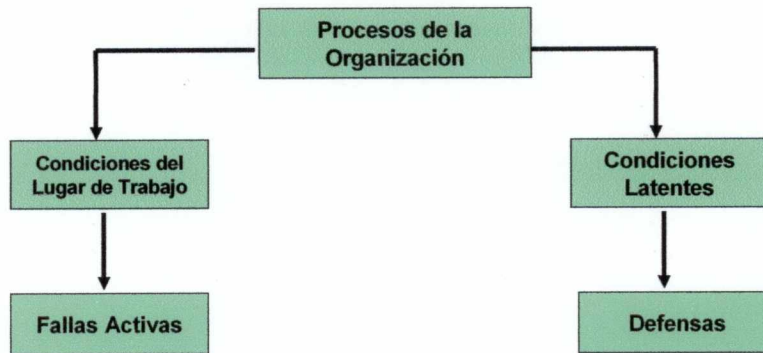 Procesos de la
Organización
Condiciones del
Lugar de Trabajo
Condiciones
Latentes
Fallas Activas
Defensas